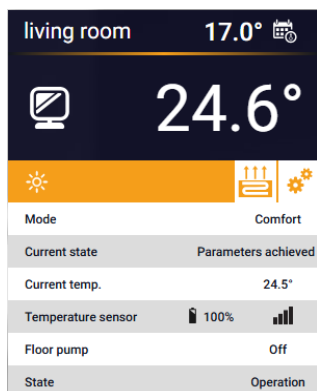 living room 17.0°
24.6°
Mode Comfort
Current state Parameters achieved
Current temp. 24.5°
Temperature sensor 100%
Floor pump Off
State Operation